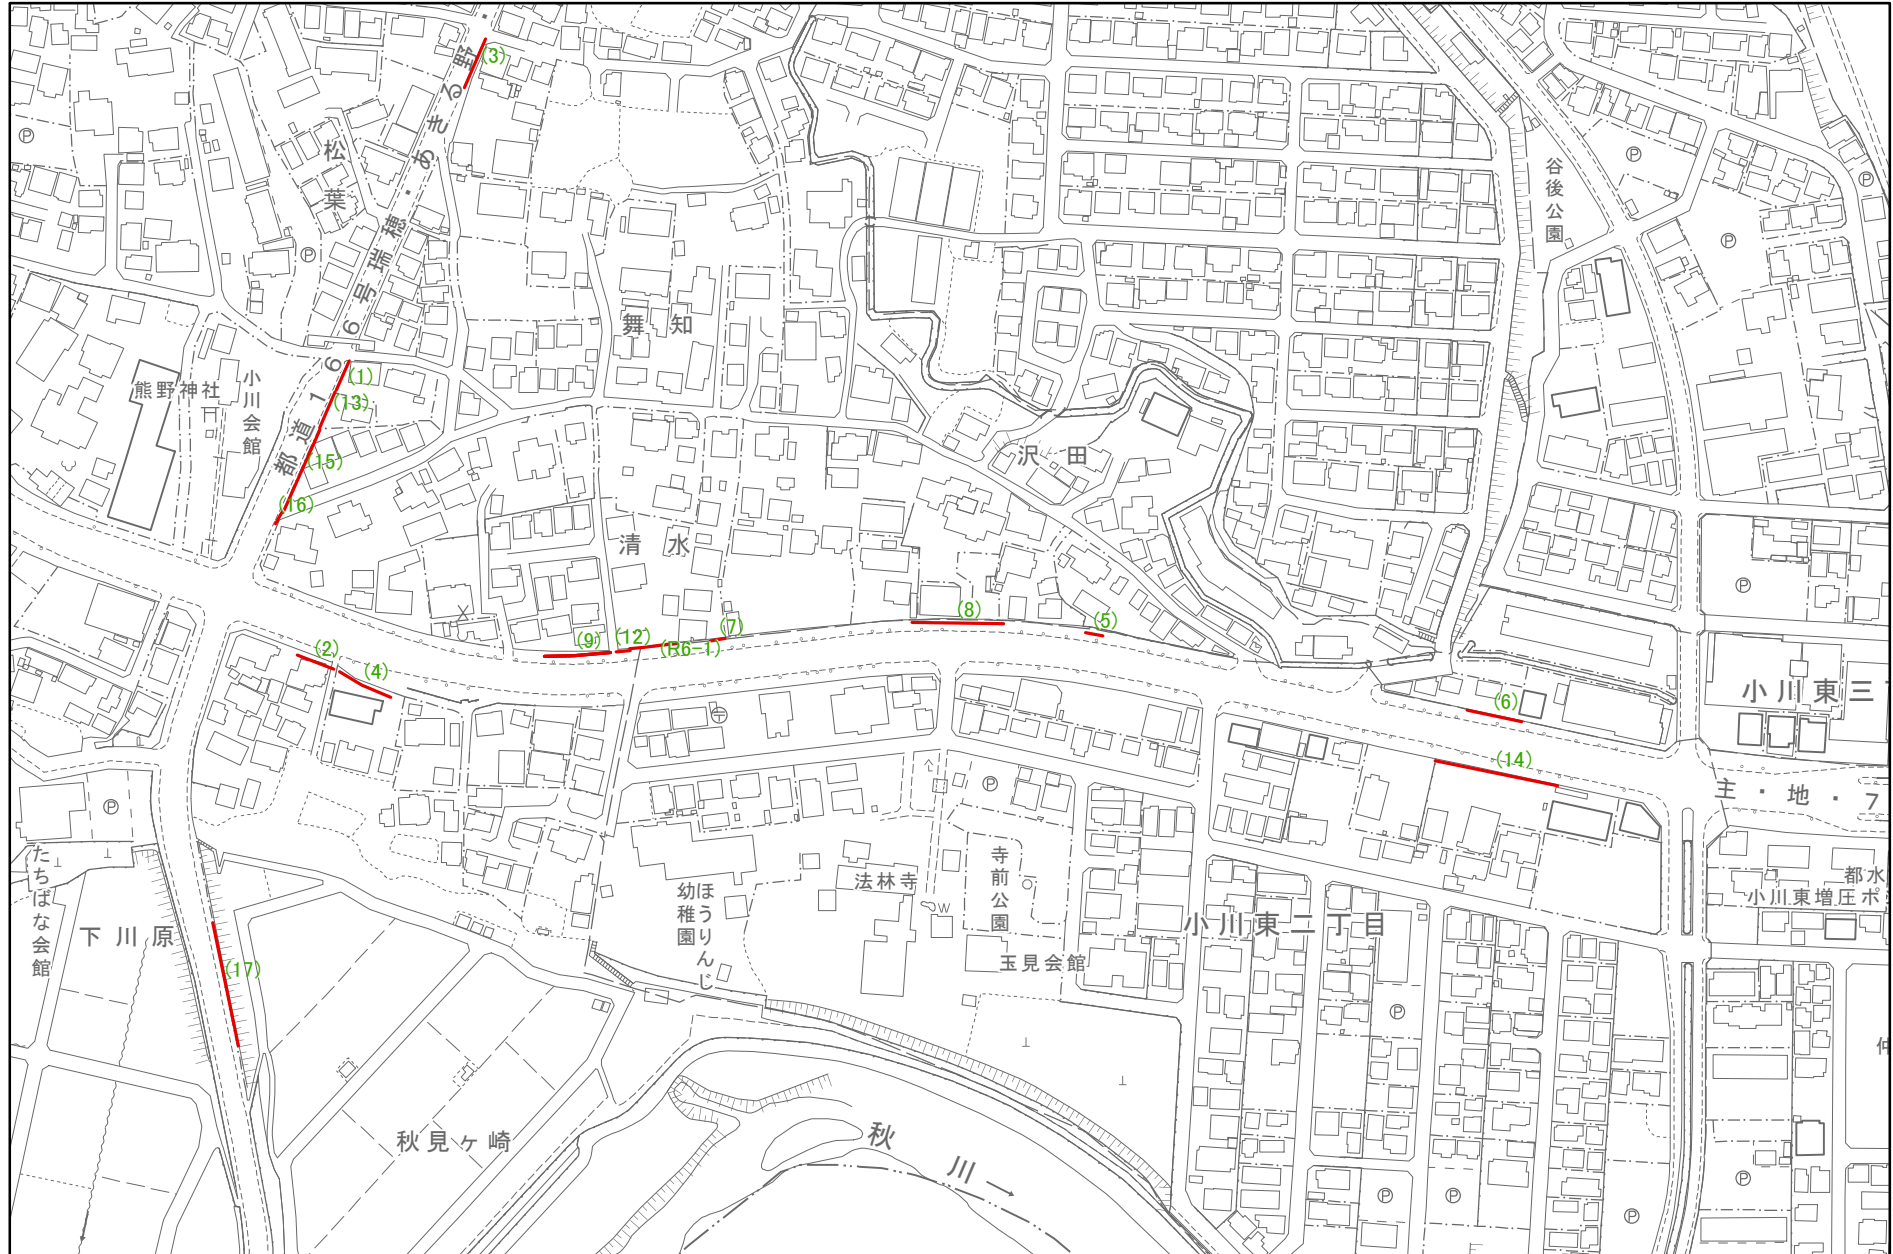 野
(3)
る
き
あ
・
穂
瑞
号
6
6
1
道
都
松葉
谷後公園
舞知
熊野神社
小川会館
(1)
(13)
(15)
(16)
沢田
清水
(8)
(5)
(7)
(12)
(9)
(R6-1)
(2)
(4)
(6)
小川東三丁
(14)
主・地・7
たちばな会館
下川原
(17)
ほうりんじ
幼稚園
法林寺
寺前公園
W
玉見会館
小川東二丁目
都水
小川東増圧ポ
秋見ヶ崎
秋川
P
P
P
P
P
P
P
P
P
P
P
P
P
P